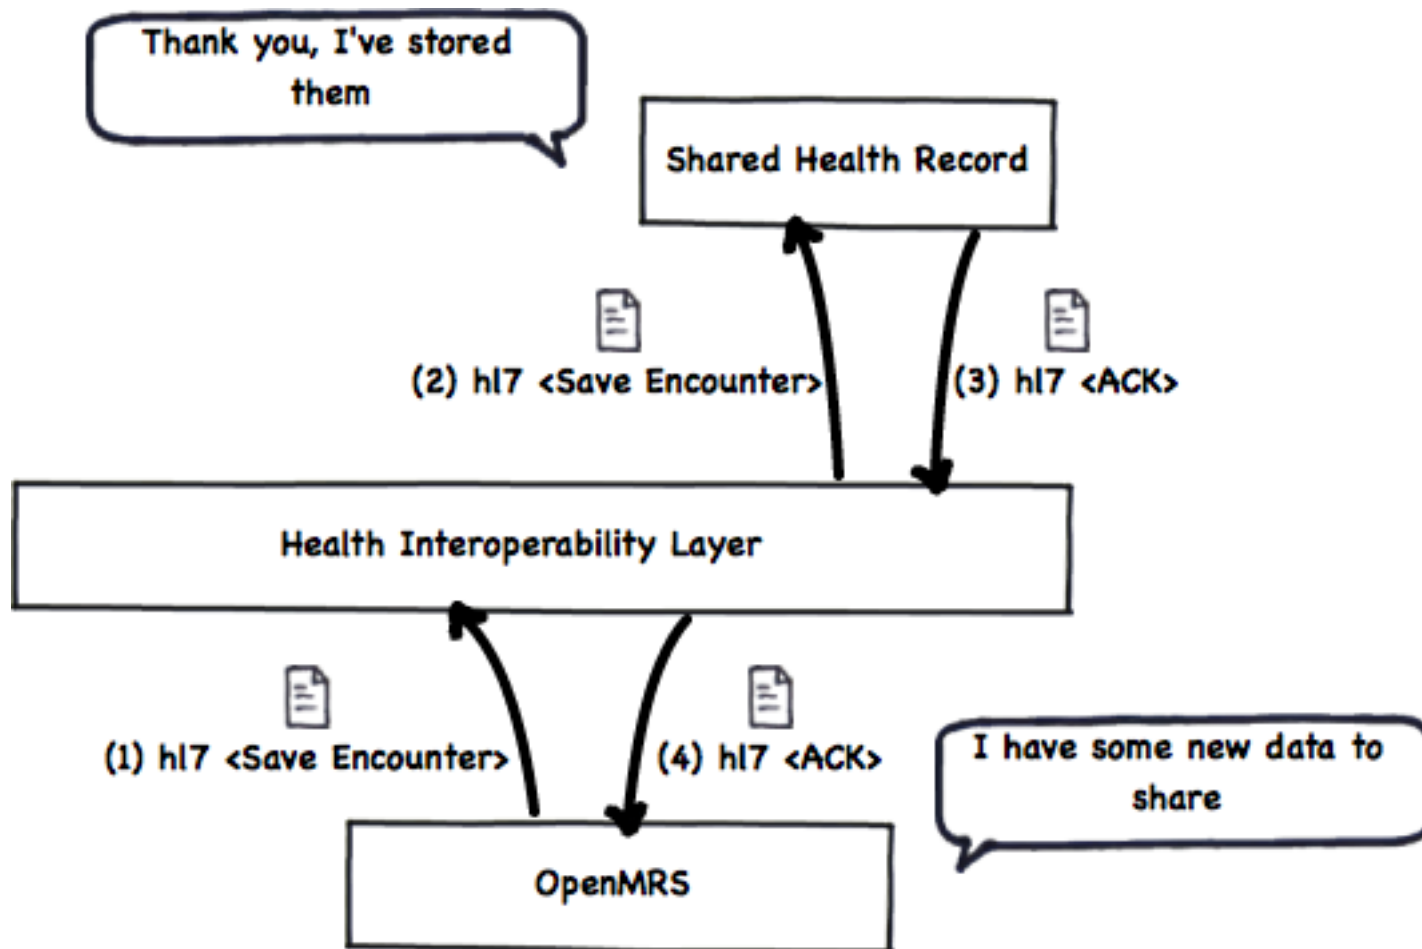 Thank you, I've stored
them
Shared Health Record
(2) hl7 <Save Encounter>
(3) hl7 <ACK>
Health Interoperability Layer
(1) hl7 <Save Encounter>
(4) hl7 <ACK>
I have some new data to
share
OpenMRS